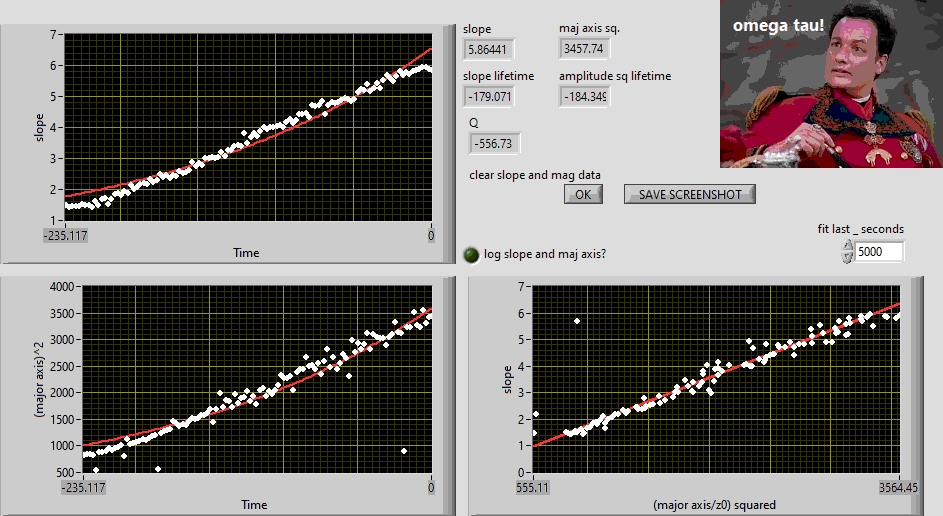 7
6
5
4
3
2
1
slope
-235.117
0
Time
slope
maj axis sq.
5.86441
3457.74
slope lifetime
amplitude sq lifetime
-179.071
-184.349
Q
-556.73
clear slope and mag data
OK
SAVE SCREENSHOT
omega tau!
fit last _ seconds
5000
log slope and maj axis?
4000
3500
3000
2500
2000
1500
1000
500
(major axis)^2
-235.117
0
Time
7
6
5
4
3
2
1
0
slope
555.11
3564.45
(major axis/z0) squared